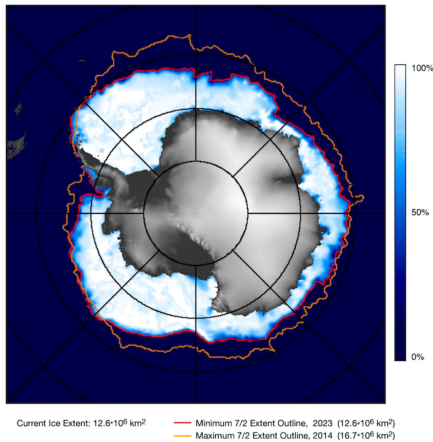 100%
50%
0%
Current Ice Extent: 12.6*10⁶ km²
Minimum 7/2 Extent Outline, 2023 (12.6*10⁶ km²)
Maximum 7/2 Extent Outline, 2014 (16.7*10⁶ km²)